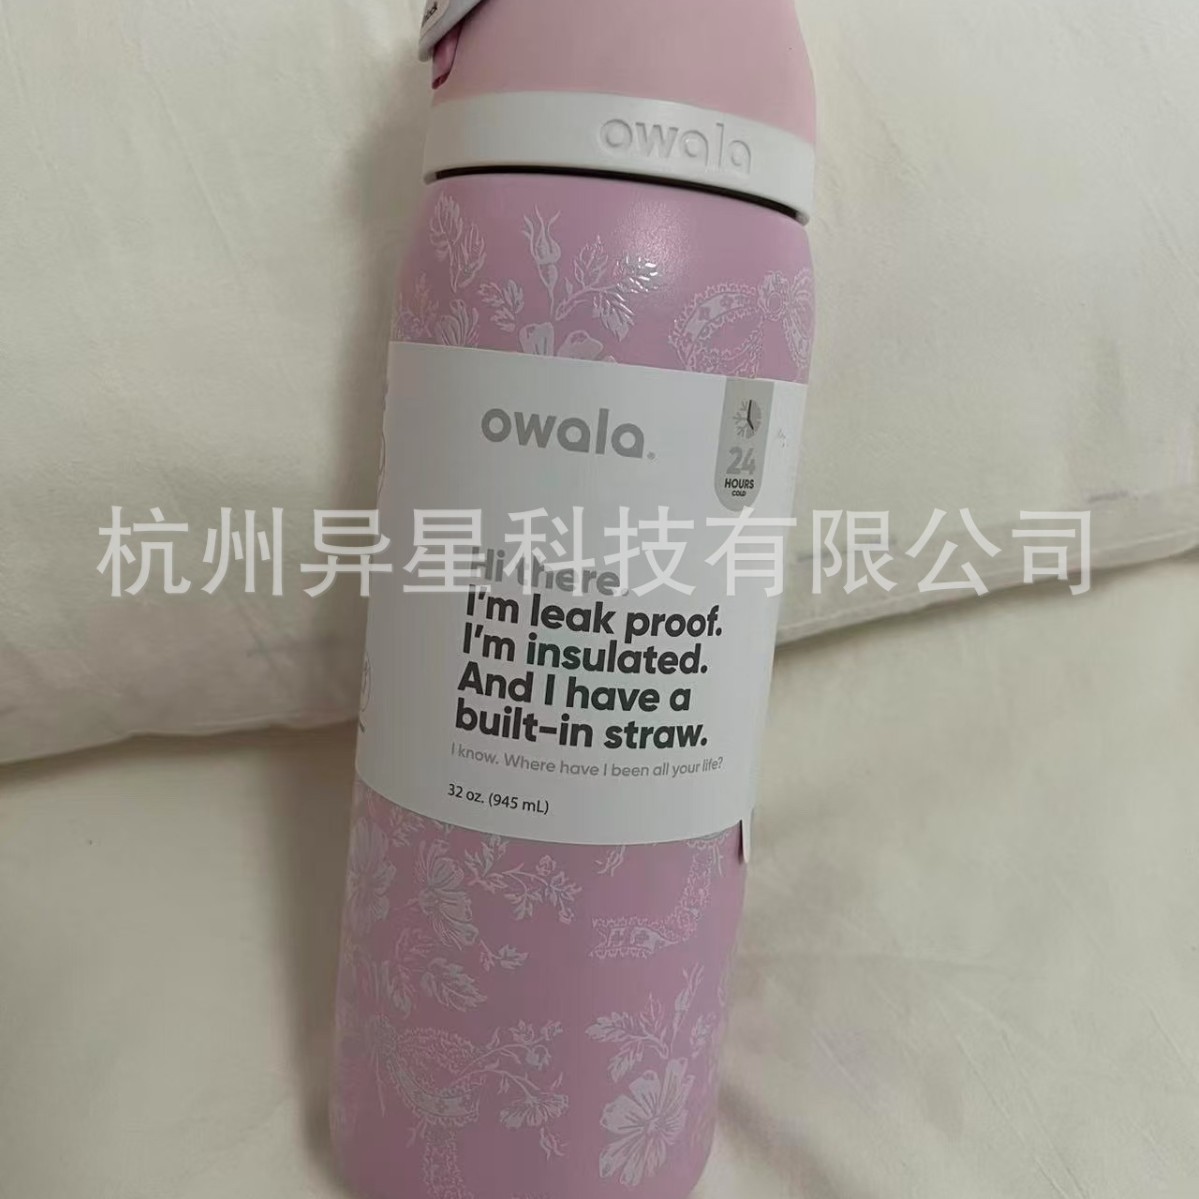 owala
owala.
24
HOURS
COLD
杭州异星科技有限公司
Hi there.
I'm leak proof.
I'm insulated.
And I have a
built-in straw.
I know. Where have I been all your life?
32 oz. (945 mL)